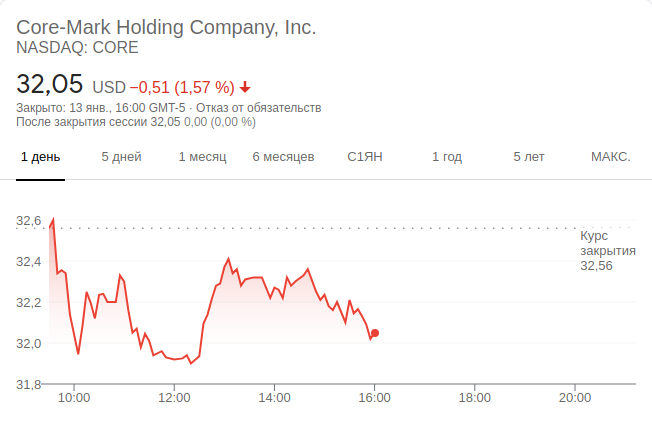 Core-Mark Holding Company, Inc.
NASDAQ: CORE
32,05 USD −0,51 (1,57 %)
Закрыто: 13 янв., 16:00 GMT-5 · Отказ от обязательств
После закрытия сессии 32,05 0,00 (0,00 %)
1 день 5 дней 1 месяц 6 месяцев С1ЯН 1 год 5 лет МАКС.
32,6
Курс
закрытия
32,56
32,4
32,2
32,0
31,8
10:00 12:00 14:00 16:00 18:00 20:00